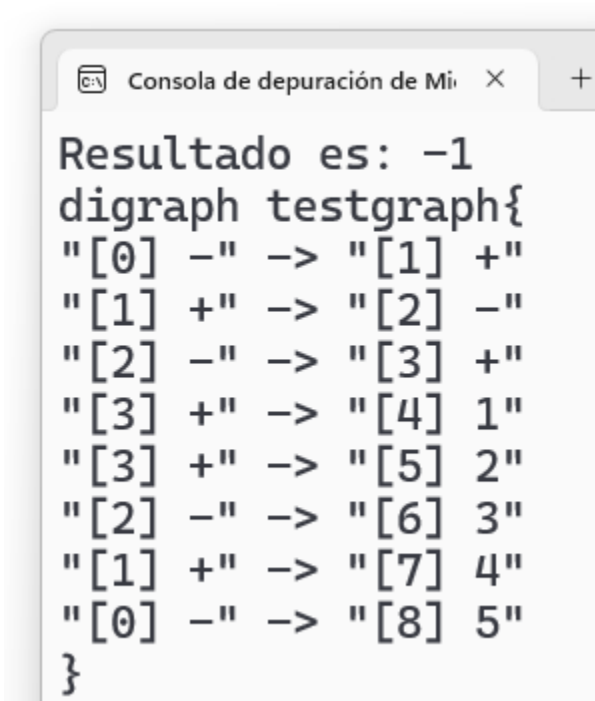 Consola de depuración de Mi
Resultado es: -1
digraph testgraph{
"[0] -" -> "[1] +"
"[1] +" -> "[2] -"
"[2] -" -> "[3] +"
"[3] +" -> "[4] 1"
"[3] +" -> "[5] 2"
"[2] -" -> "[6] 3"
"[1] +" -> "[7] 4"
"[0] -" -> "[8] 5"
}